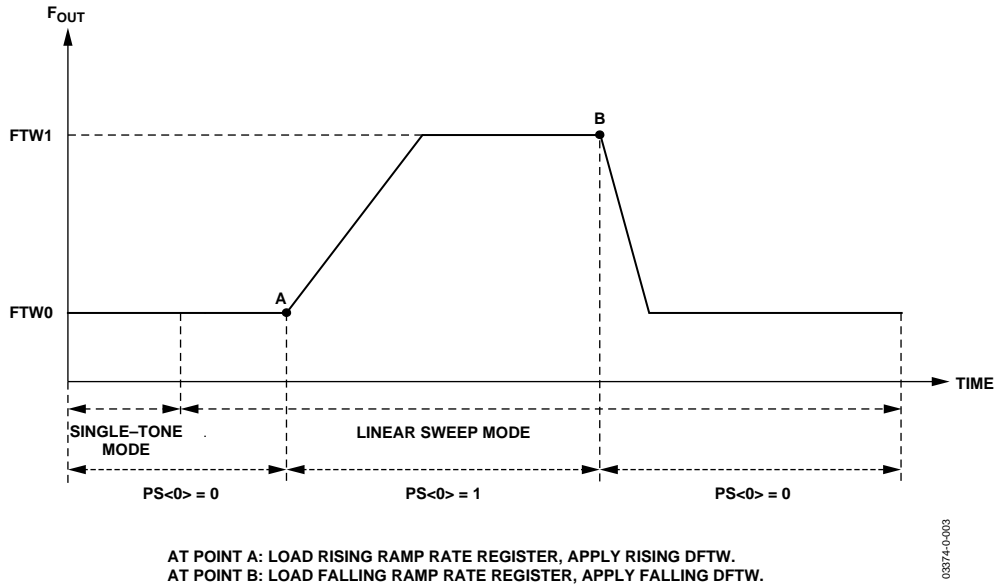 FOUT
FTW1
B
A
FTW0
TIME
SINGLE–TONE
MODE
LINEAR SWEEP MODE
PS<0> = 0
PS<0> = 1
PS<0> = 0
03374-0-003
AT POINT A: LOAD RISING RAMP RATE REGISTER, APPLY RISING DFTW.
AT POINT B: LOAD FALLING RAMP RATE REGISTER, APPLY FALLING DFTW.